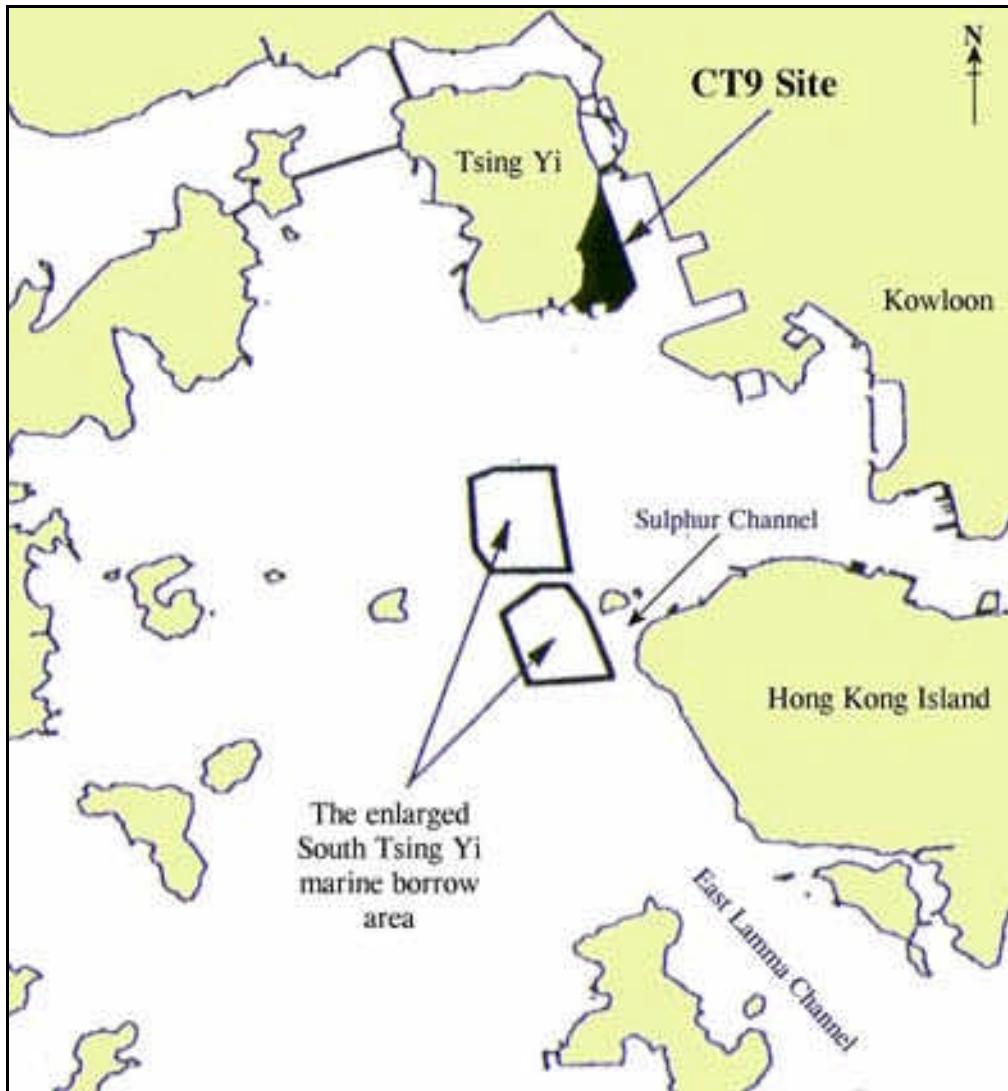 N
CT9 Site
Tsing Yi
Kowloon
Sulphur Channel
Hong Kong Island
The enlarged
South Tsing Yi
marine borrow
area
East Lamma Channel